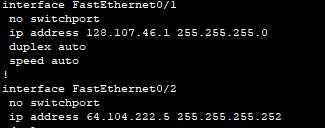 interface FastEthernet0/1
no switchport
ip address 128.107.46.1 255.255.255.0
duplex auto
speed auto
!
interface FastEthernet0/2
no switchport
ip address 64.104.222.5 255.255.255.252